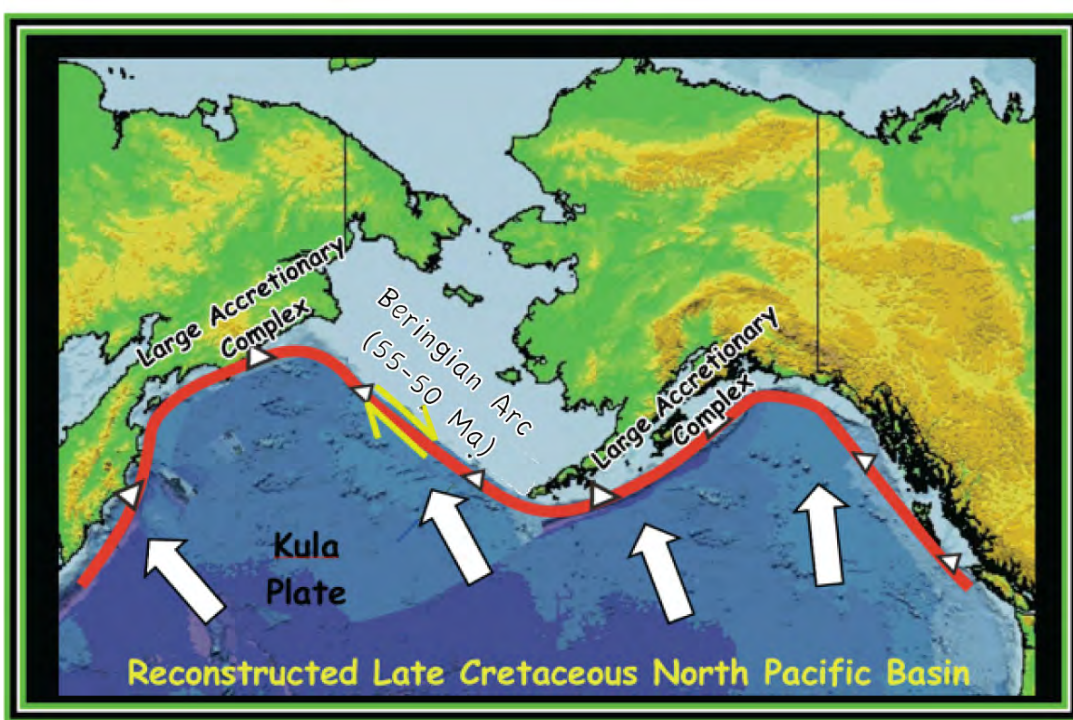 Large Accretionary
Complex
Beringian Arc
(55-50 Ma)
Large Accretionary
Complex
Kula
Plate
Reconstructed Late Cretaceous North Pacific Basin